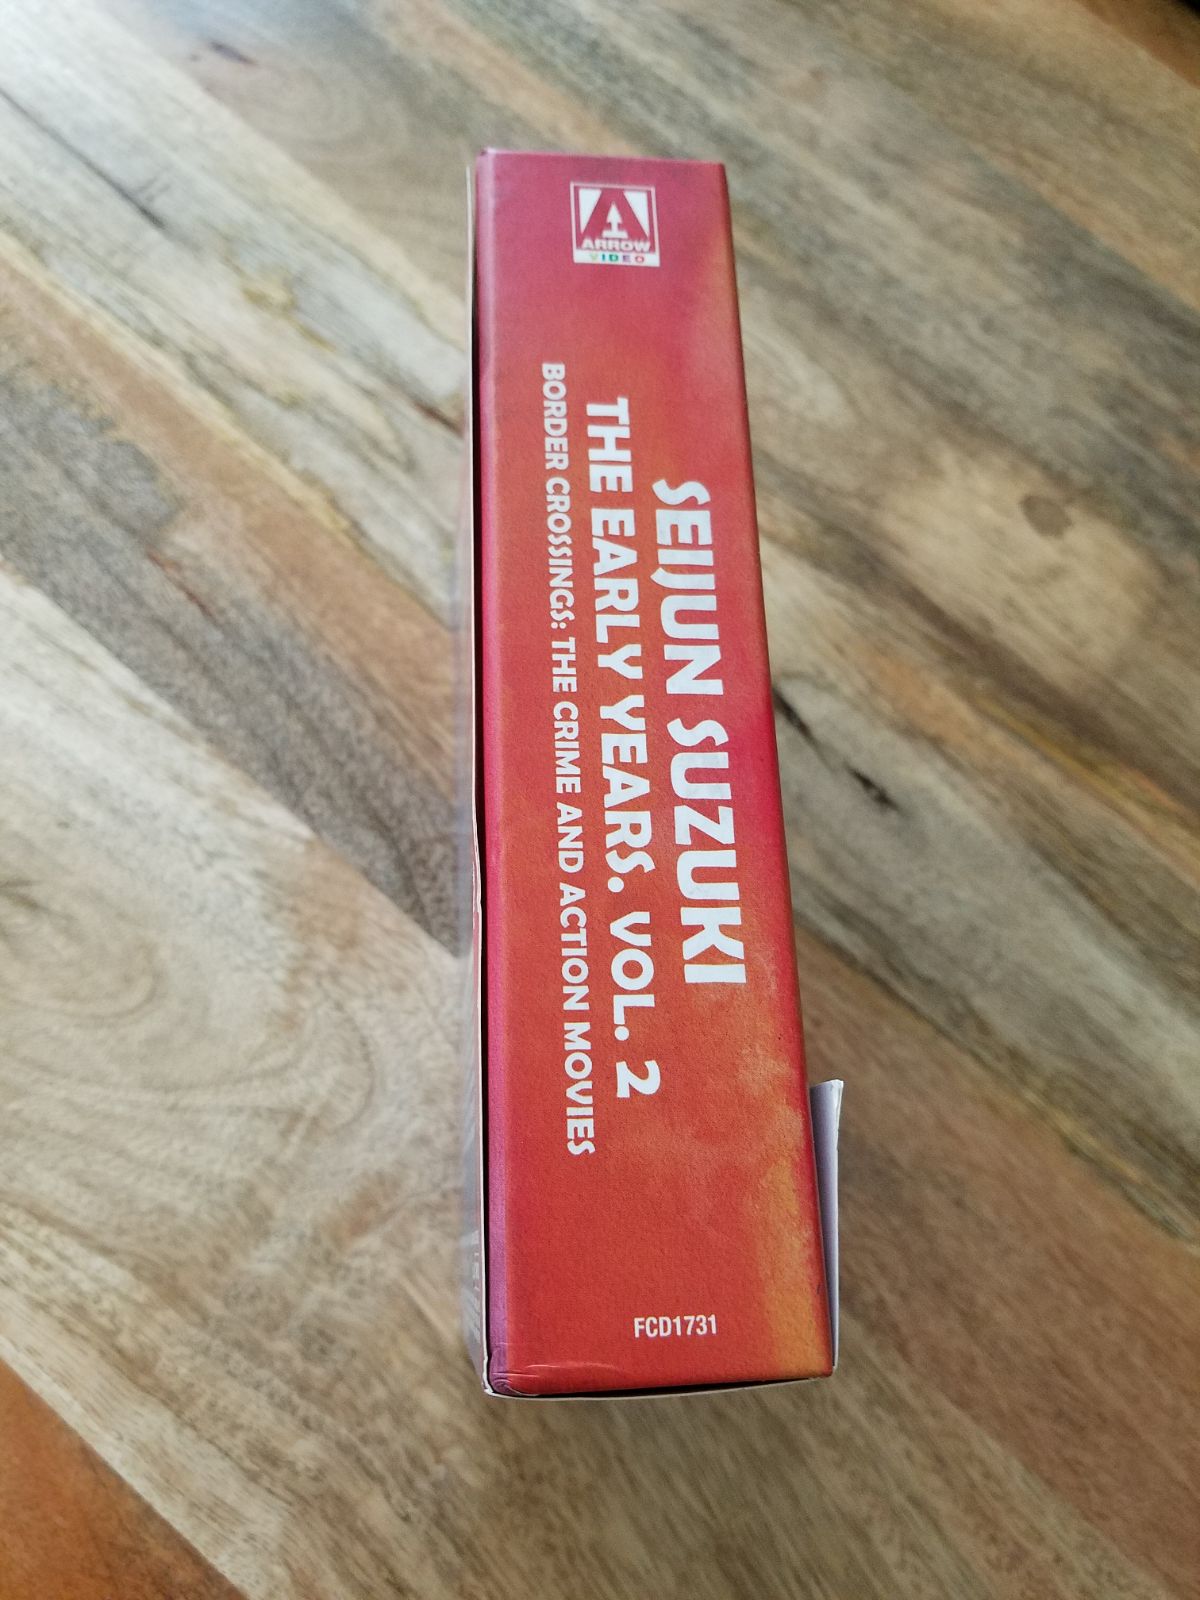 ARROW
VIDEO
SEIJUN SUZUKI
THE EARLY YEARS. VOL. 2
BORDER CROSSINGS: THE CRIME AND ACTION MOVIES
FCD1731